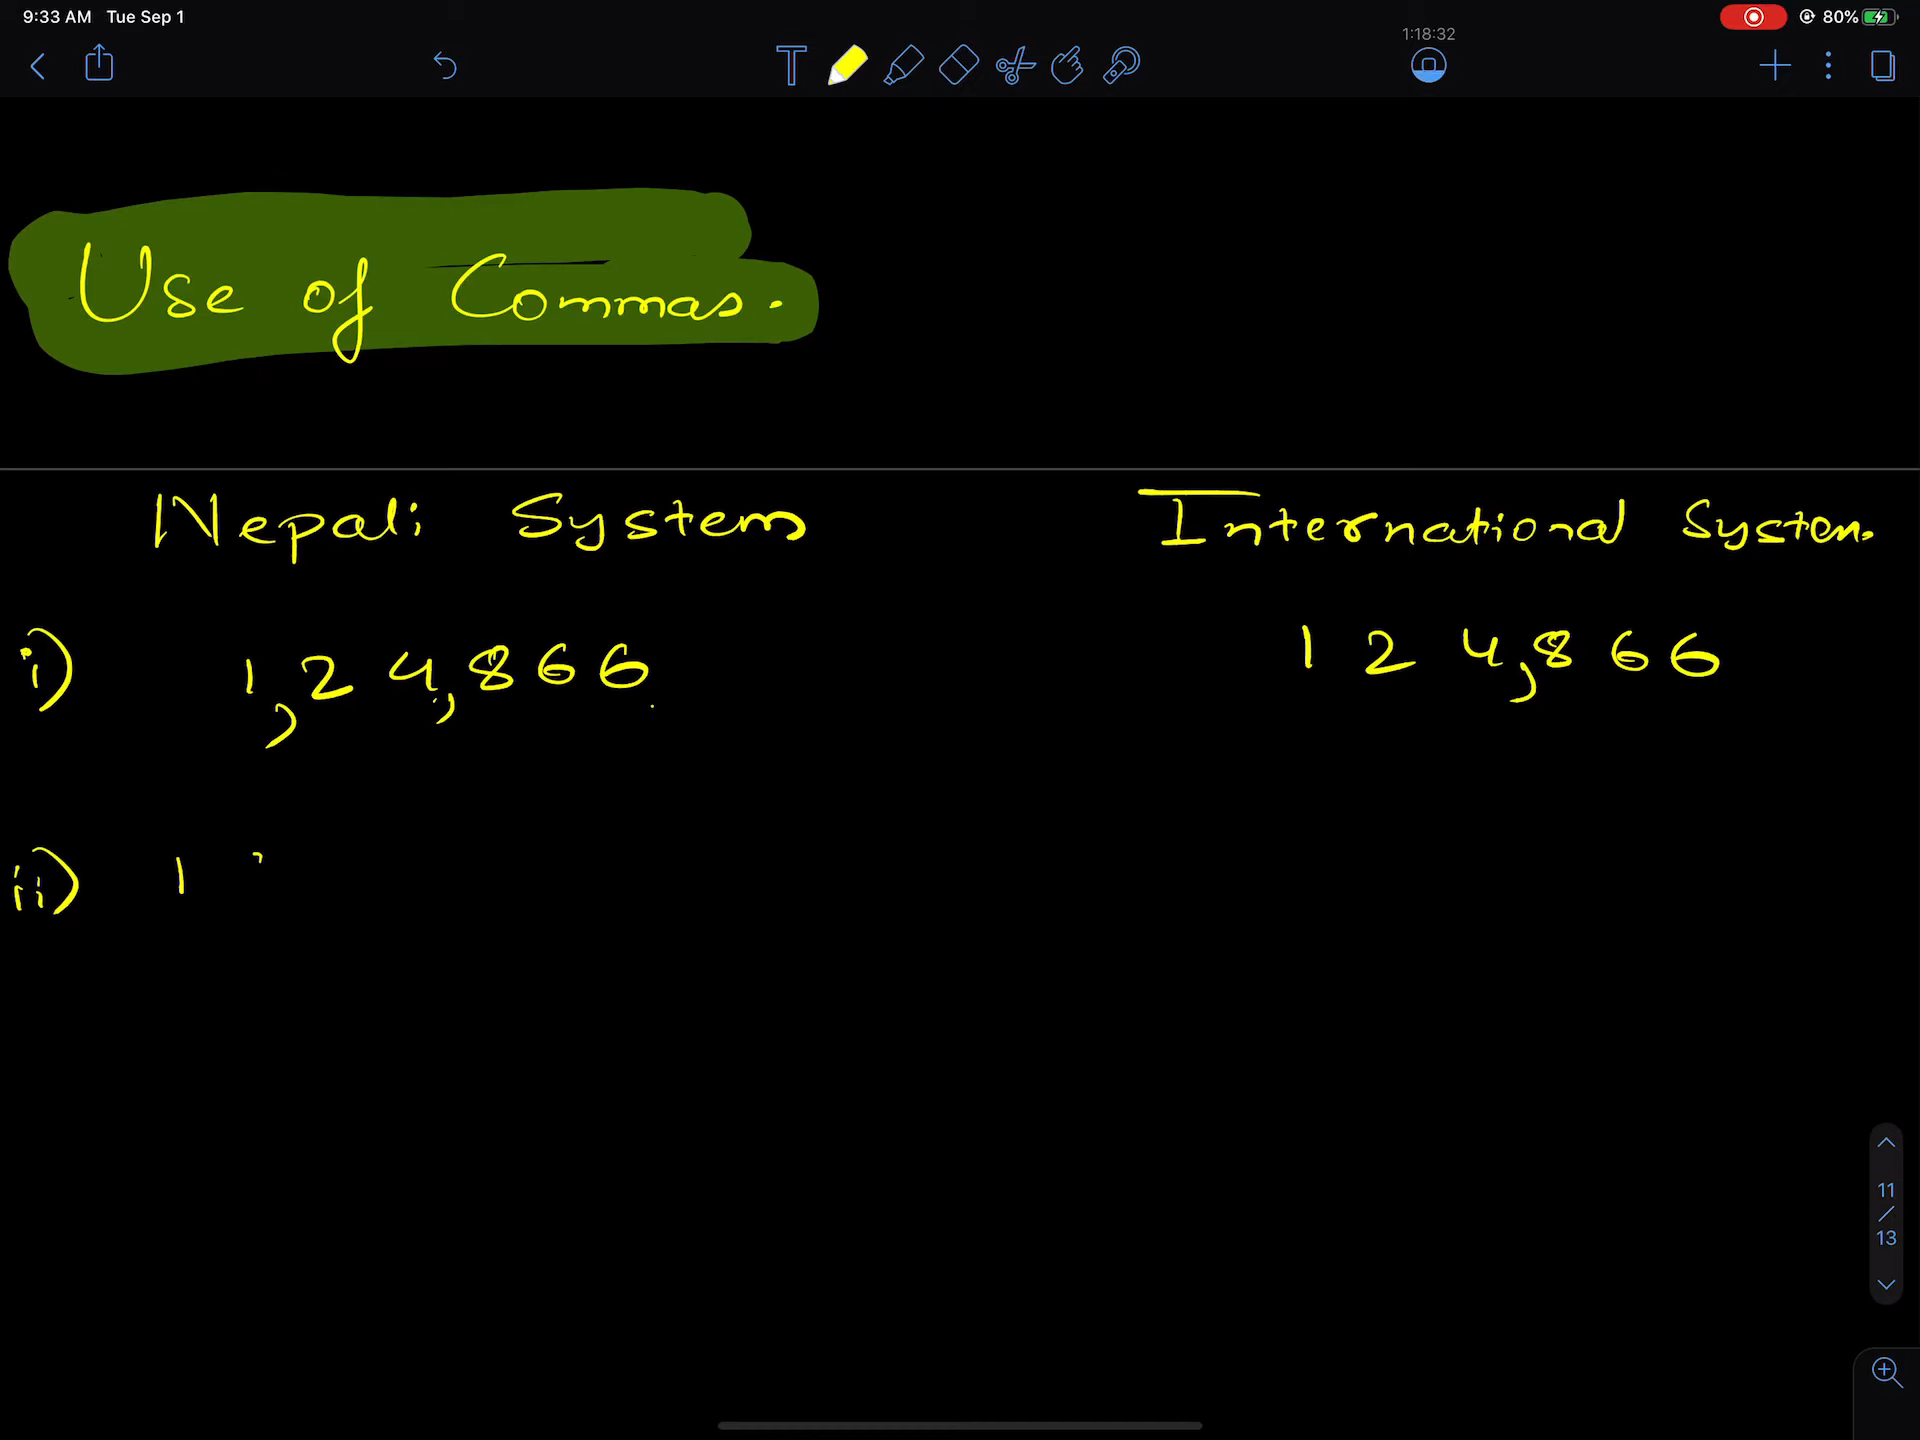 9:33 AM Tue Sep 1
80%
1:18:32
Use of Commas.
Nepali System International System.
i) 1,24,866 124,866
ii) 1
11
/
13